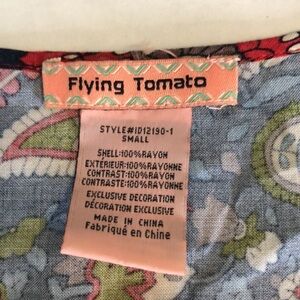 Flying Tomato
STYLE#ID12190-1
SMALL
SHELL:100%RAYON
EXTERIEUR:100%RAYONNE
CONTRAST:100%RAYON
CONTRASTE:100%RAYONNE
EXCLUSIVE DECORATION
DÉCORATION EXCLUSIVE
MADE IN CHINA
Fabriqué en Chine